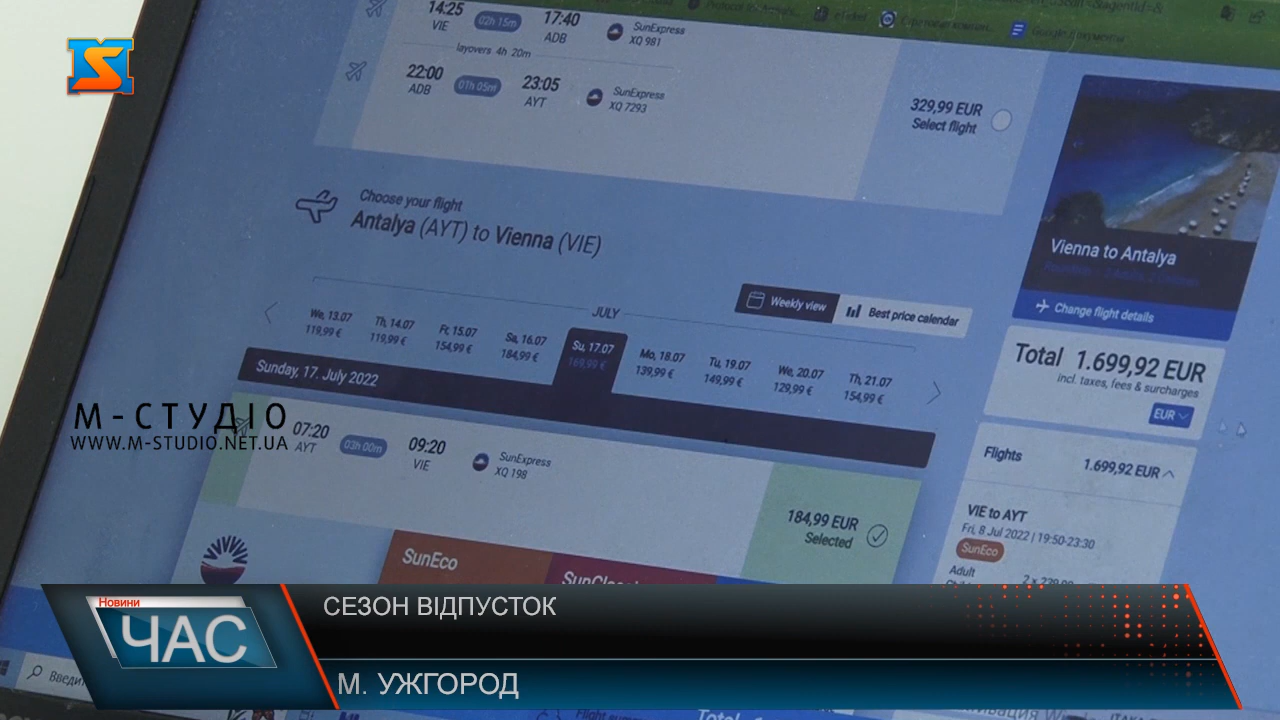 14:25
02h 15m
17:40
SunExpress
XQ 981
VIE
ADB
layovers 4h 20m
22:00
01h 05m
23:05
SunExpress
XQ 7293
ADB
AYT
329,99 EUR
Select flight
Choose your flight
Antalya (AYT) to Vienna (VIE)
Vienna to Antalya
Change flight details
Weekly view
Best price calendar
JULY
We, 13.07
119,99 €
Th, 14.07
119,99 €
Fr, 15.07
154,99 €
Sa, 16.07
184,99 €
Su, 17.07
169,99 €
Mo, 18.07
139,99 €
Tu, 19.07
149,99 €
We, 20.07
129,99 €
Th, 21.07
154,99 €
Total 1.699,92 EUR
incl. taxes, fees & surcharges
EUR
Sunday, 17. July 2022
М-СТУДІО
WWW.M-STUDIO.NET.UA
07:20
03h 00m
09:20
SunExpress
XQ 198
AYT
VIE
184,99 EUR
Selected
Flights 1.699,92 EUR
VIE to AYT
Fri, 8 Jul 2022 | 19:50-23:30
SunEco
Adult
SunEco
Новини
ЧАС
СЕЗОН ВІДПУСТОК
М. УЖГОРОД